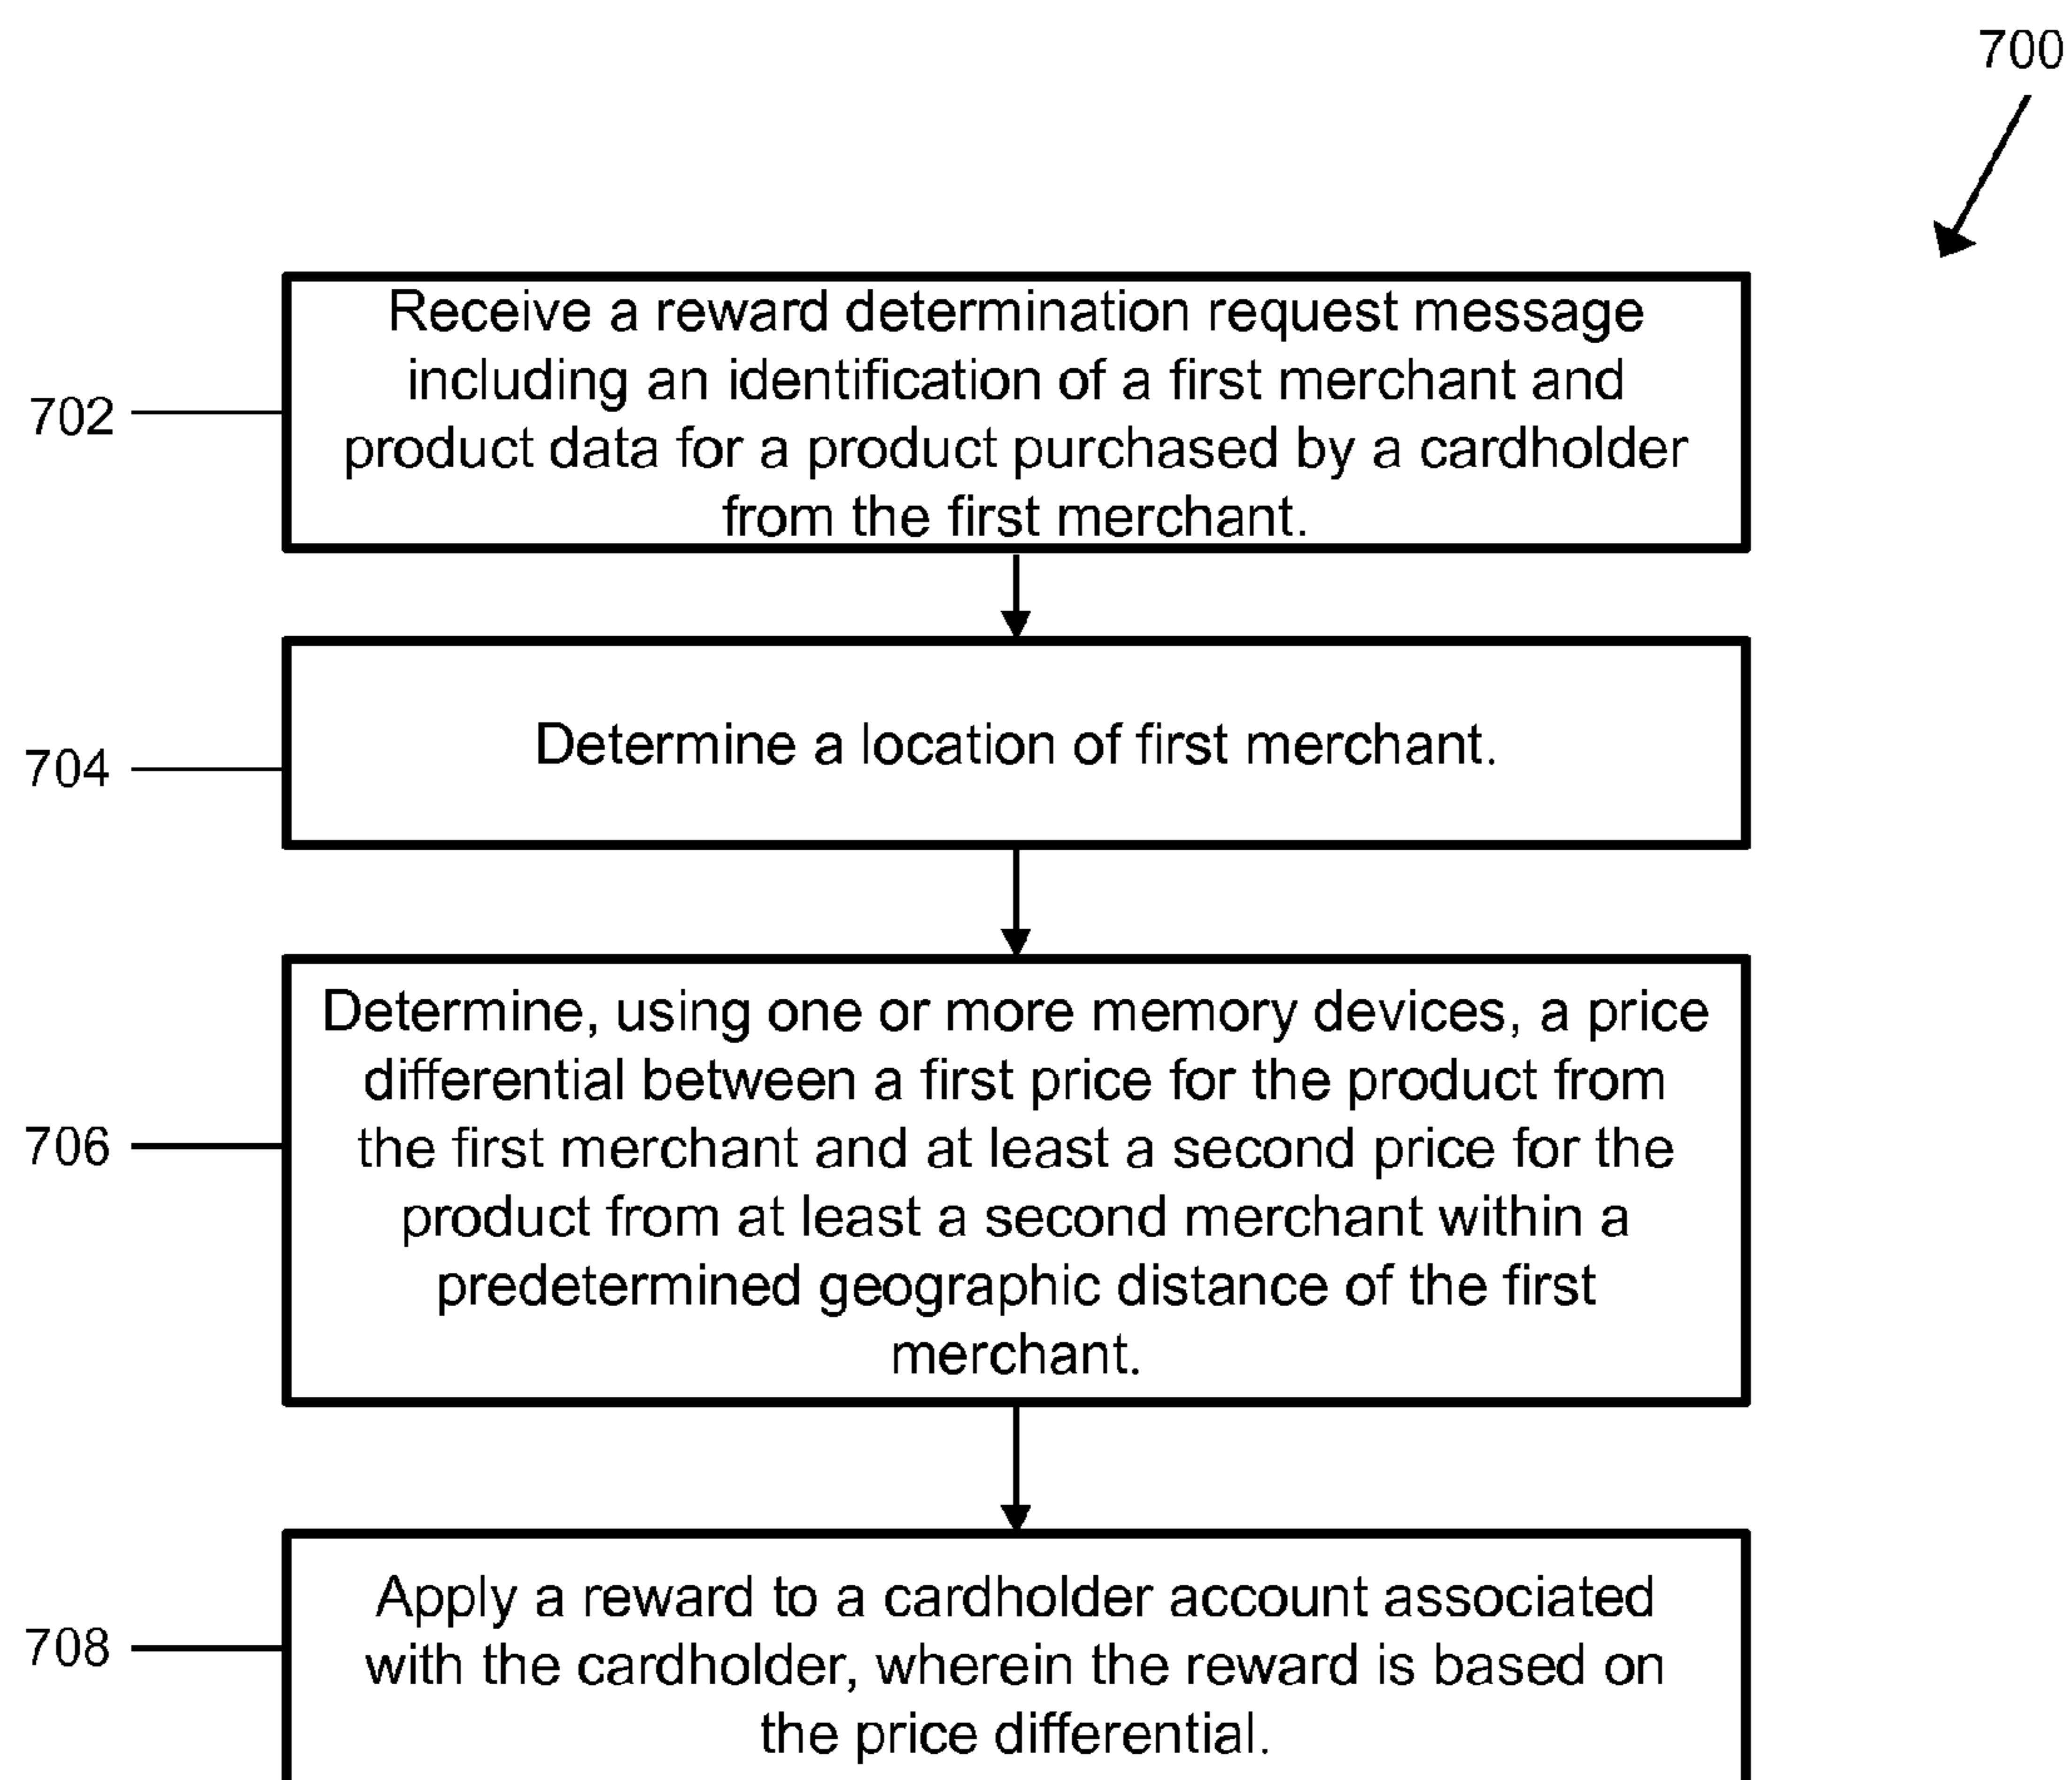 700
702
Receive a reward determination request message
including an identification of a first merchant and
product data for a product purchased by a cardholder
from the first merchant.
704
Determine a location of first merchant.
706
Determine, using one or more memory devices, a price
differential between a first price for the product from
the first merchant and at least a second price for the
product from at least a second merchant within a
predetermined geographic distance of the first
merchant.
708
Apply a reward to a cardholder account associated
with the cardholder, wherein the reward is based on
the price differential.